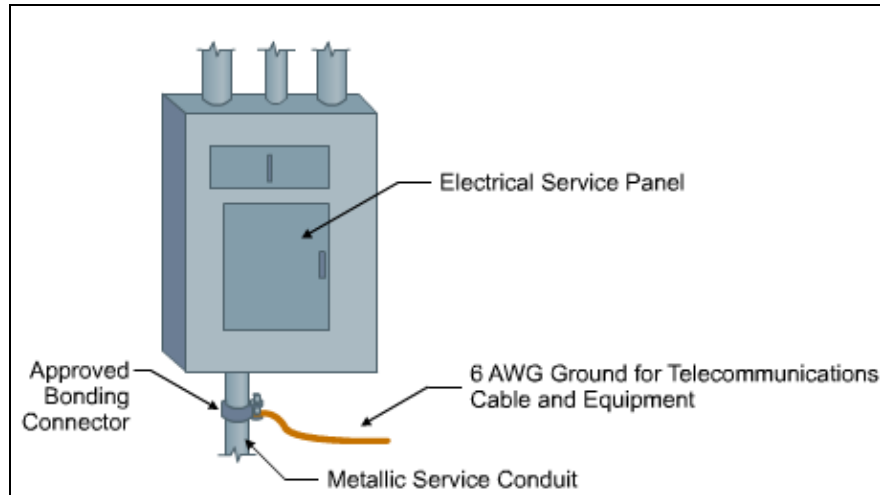 Electrical Service Panel
Approved
Bonding
Connector
6 AWG Ground for Telecommunications
Cable and Equipment
Metallic Service Conduit